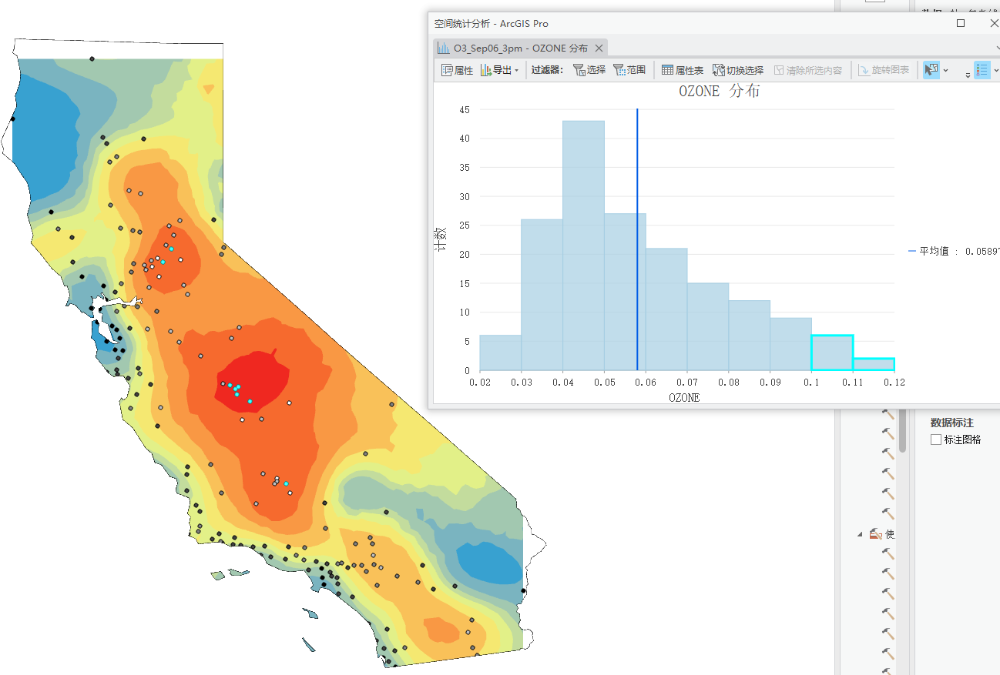 空间统计分析 - ArcGIS Pro
O3_Sep06_3pm - OZONE 分布
属性 导出 过滤器: 选择 范围 属性表 切换选择 清除所选内容 旋转图表
OZONE 分布
45
40
35
30
25
20
15
10
5
0
计数
0.02 0.03 0.04 0.05 0.06 0.07 0.08 0.09 0.1 0.11 0.12
OZONE
平均值 : 0.05897
数据标注
标注图格
使